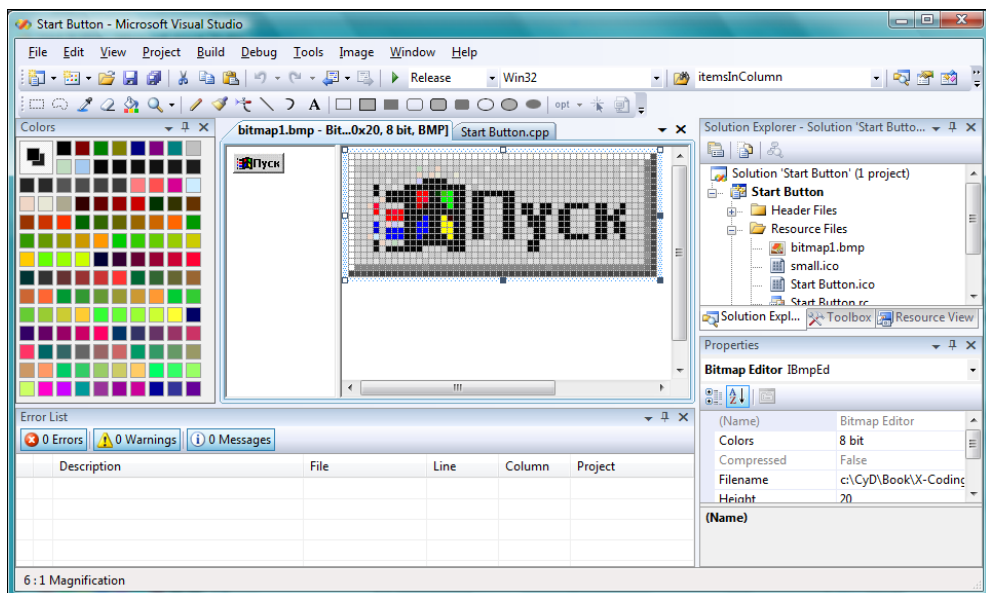 Start Button - Microsoft Visual Studio
File Edit View Project Build Debug Tools Image Window Help
Release Win32 itemsInColumn
A opt
Colors
bitmap1.bmp - Bit...0x20, 8 bit, BMP] Start Button.cpp
Пуск
Пуск
Solution Explorer - Solution 'Start Butto...
Solution 'Start Button' (1 project)
Start Button
Header Files
Resource Files
bitmap1.bmp
small.ico
Start Button.ico
Start Button.rc
Solution Expl... Toolbox Resource View
Properties
Bitmap Editor IBmpEd
(Name) Bitmap Editor
Colors 8 bit
Compressed False
Filename c:\CyD\Book\X-Coding
Height 20
(Name)
Error List
0 Errors 0 Warnings 0 Messages
Description File Line Column Project
6:1 Magnification